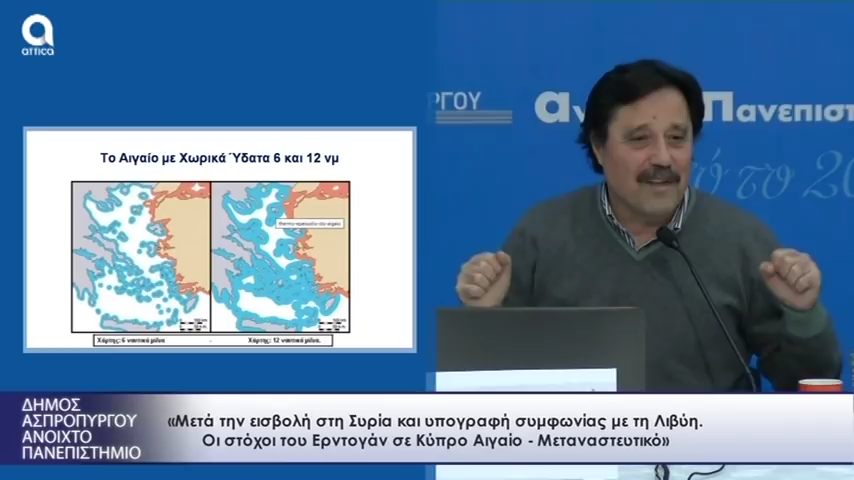 attica
Το Αιγαίο με Χωρικά Ύδατα 6 και 12 νμ
Χάρτης: 6 ναυτικά μίλια
-
Χάρτης: 12 ναυτικά μίλια.
ΡΓΟΥ
Πανεπιστ
το 20
ΔΗΜΟΣ
ΑΣΠΡΟΠΥΡΓΟΥ
ΑΝΟΙΧΤΟ
ΠΑΝΕΠΙΣΤΗΜΙΟ
«Μετά την εισβολή στη Συρία και υπογραφή συμφωνίας με τη Λιβύη.
Οι στόχοι του Ερντογάν σε Κύπρο Αιγαίο - Μεταναστευτικό»